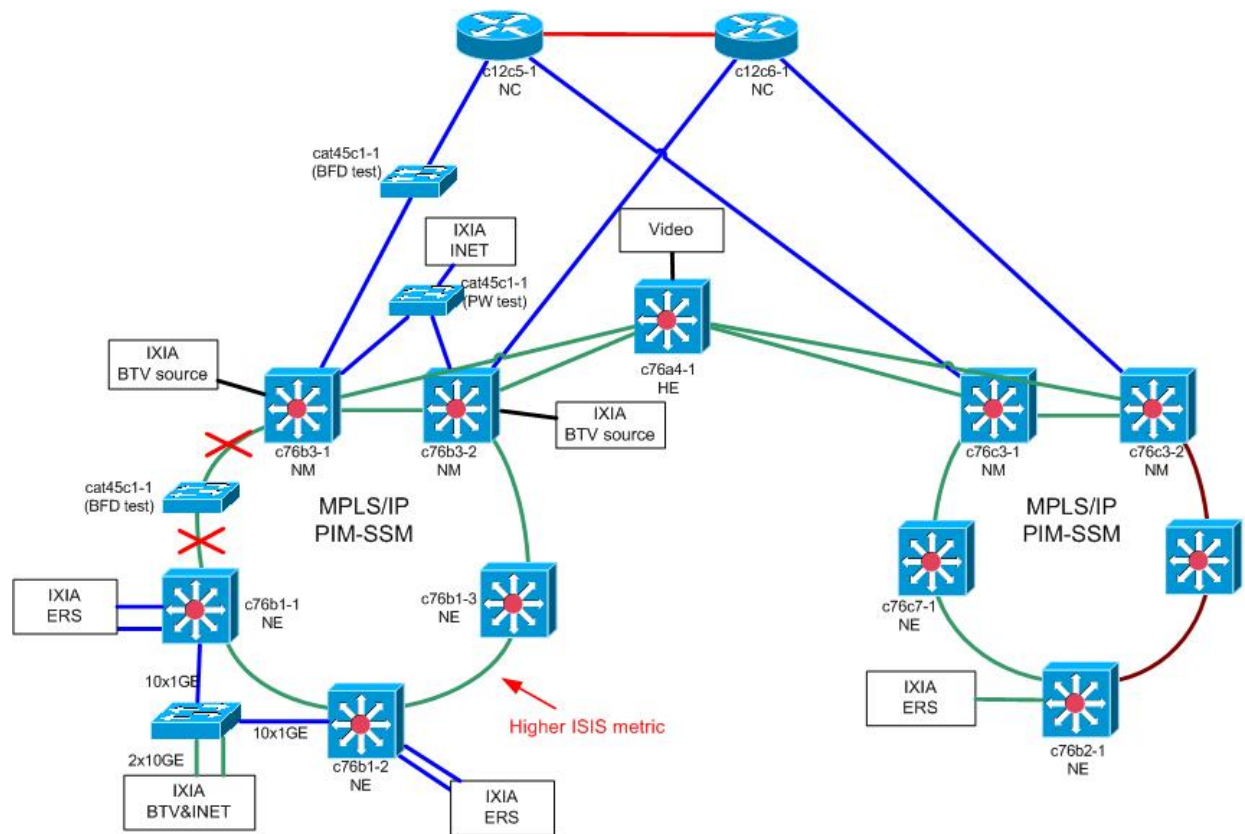 c12c5-1
NC
c12c6-1
NC
cat45c1-1
(BFD test)
IXIA
INET
Video
cat45c1-1
(PW test)
IXIA
BTV source
c76a4-1
HE
IXIA
BTV source
c76b3-1
NM
c76b3-2
NM
c76c3-1
NM
c76c3-2
NM
cat45c1-1
(BFD test)
MPLS/IP
PIM-SSM
MPLS/IP
PIM-SSM
IXIA
ERS
c76b1-1
NE
c76b1-3
NE
c76c7-1
NE
10x1GE
IXIA
ERS
Higher ISIS metric
10x1GE
2x10GE
c76b1-2
NE
c76b2-1
NE
IXIA
BTV&INET
IXIA
ERS